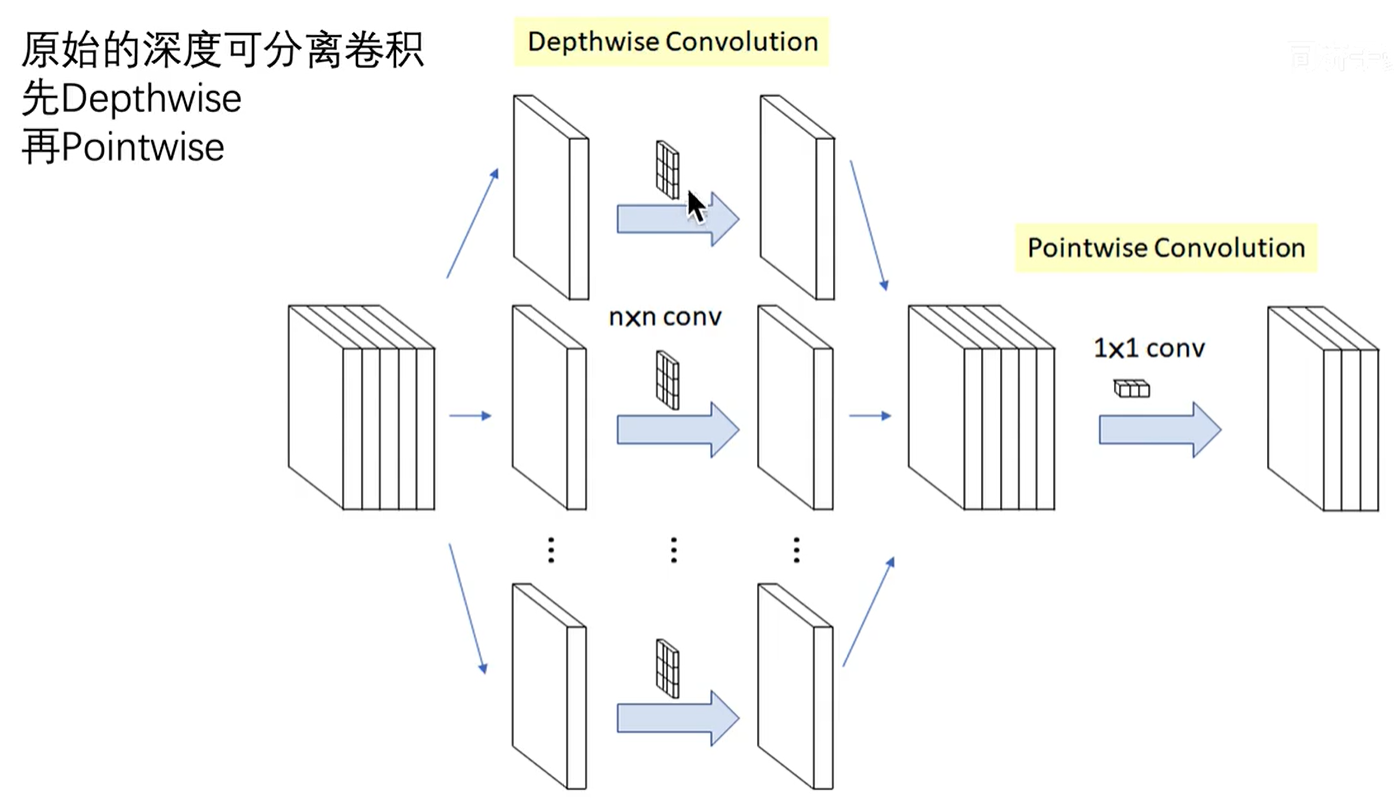 原始的深度可分离卷积
先Depthwise
再Pointwise
Depthwise Convolution
nxn conv
Pointwise Convolution
1x1 conv